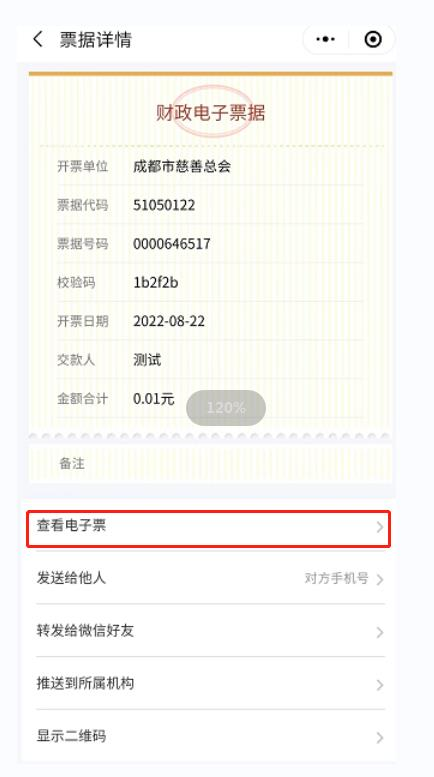 票据详情
财政电子票据
开票单位 成都市慈善总会
票据代码 51050122
票据号码 0000646517
校验码 1b2f2b
开票日期 2022-08-22
交款人 测试
金额合计 0.01元
120%
备注
查看电子票
发送给他人 对方手机号
转发给微信好友
推送到所属机构
显示二维码